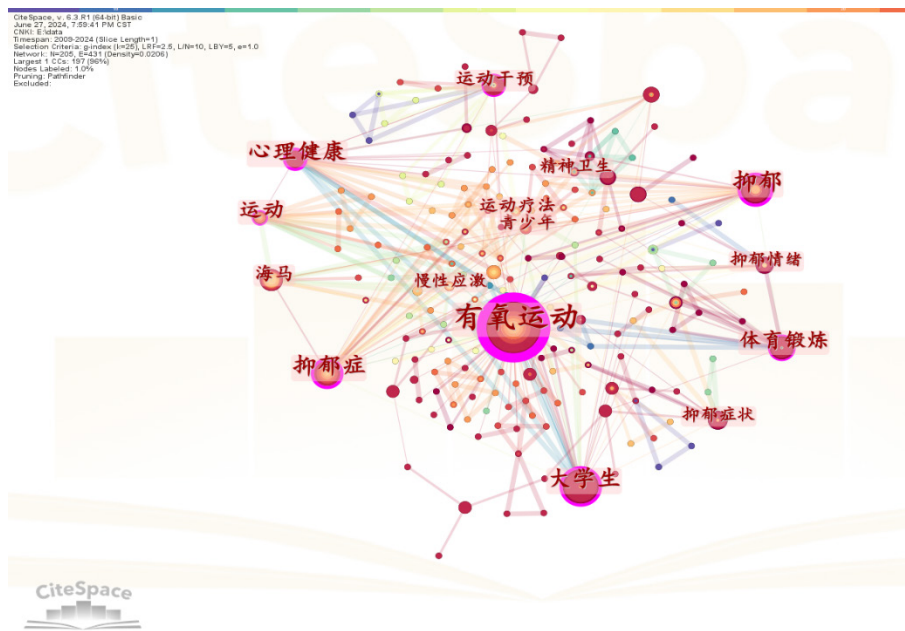 CiteSpace, v. 6.3.R1 (64-bit) Basic
June 27, 2024, 7:59:41 PM CST
CNKI: E:\data
Timespan: 2009-2024 (Slice Length=1)
Selection Criteria: g-index (k=25), LRF=2.5, L/N=10, LBY=5, e=1.0
Network: N=205, E=431 (Density=0.0206)
Largest 1 CCs: 197 (96%)
Nodes Labeled: 1.0%
Pruning: Pathfinder
Excluded:
运动干预
心理健康
精神卫生
抑郁
运动
运动疗法
青少年
抑郁情绪
海马
慢性应激
有氧运动
体育锻炼
抑郁症
抑郁症状
大学生
CiteSpace